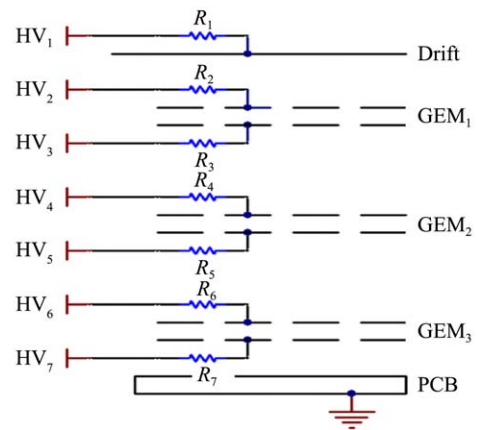 HV1 R1
Drift
HV2 R2
GEM1
HV3 R3
HV4 R4
GEM2
HV5 R5
HV6 R6
GEM3
HV7 R7
PCB